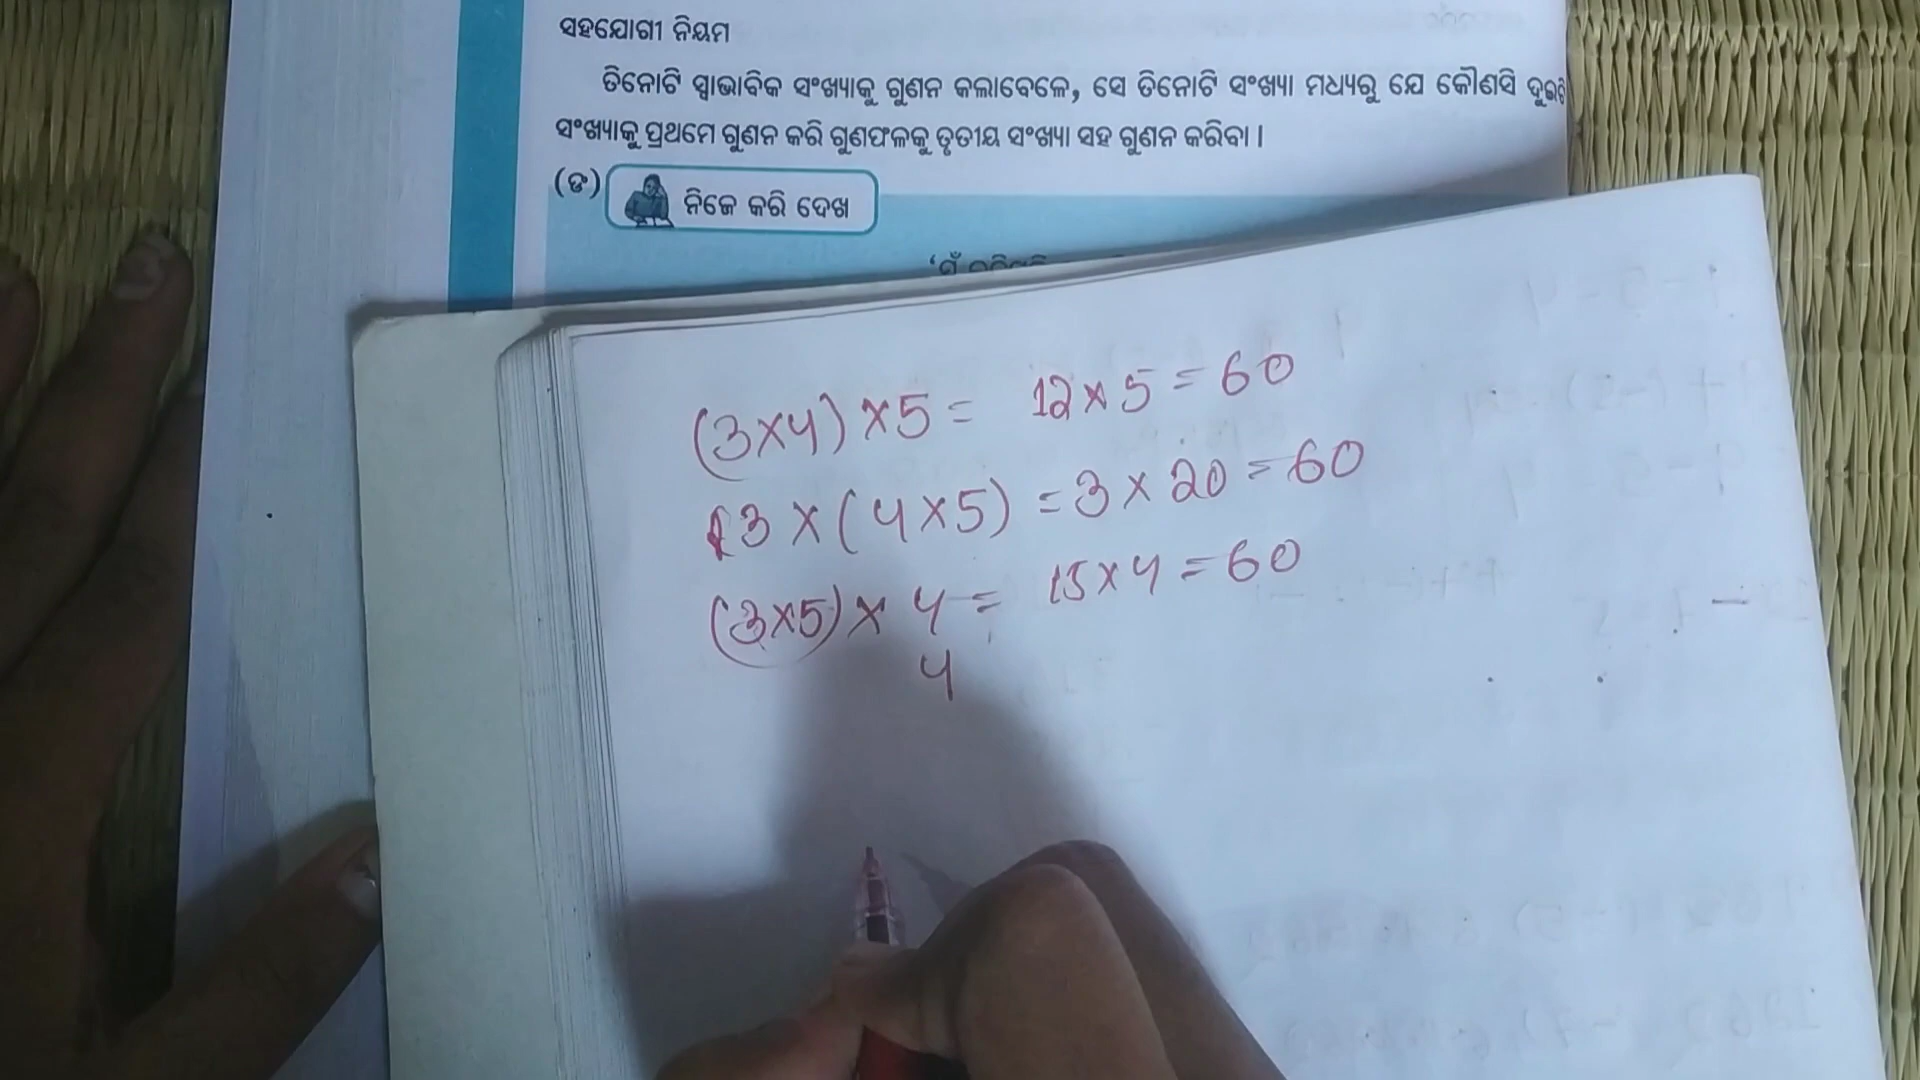 ସହଯୋଗୀ ନିୟମ
ତିନୋଟି ସ୍ୱାଭାବିକ ସଂଖ୍ୟାକୁ ଗୁଣନ କଲାବେଳେ, ସେ ତିନୋଟି ସଂଖ୍ୟା ମଧ୍ୟରୁ ଯେ କୌଣସି ଦୁଇଟି
ସଂଖ୍ୟାକୁ ପ୍ରଥମେ ଗୁଣନ କରି ଗୁଣଫଳକୁ ତୃତୀୟ ସଂଖ୍ୟା ସହ ଗୁଣନ କରିବା ।
(ଙ) ନିଜେ କରି ଦେଖ
(3×4)×5 = 12×5 = 60
3×(4×5) = 3×20 = 60
(3×5)×4 = 15×4 = 60
4